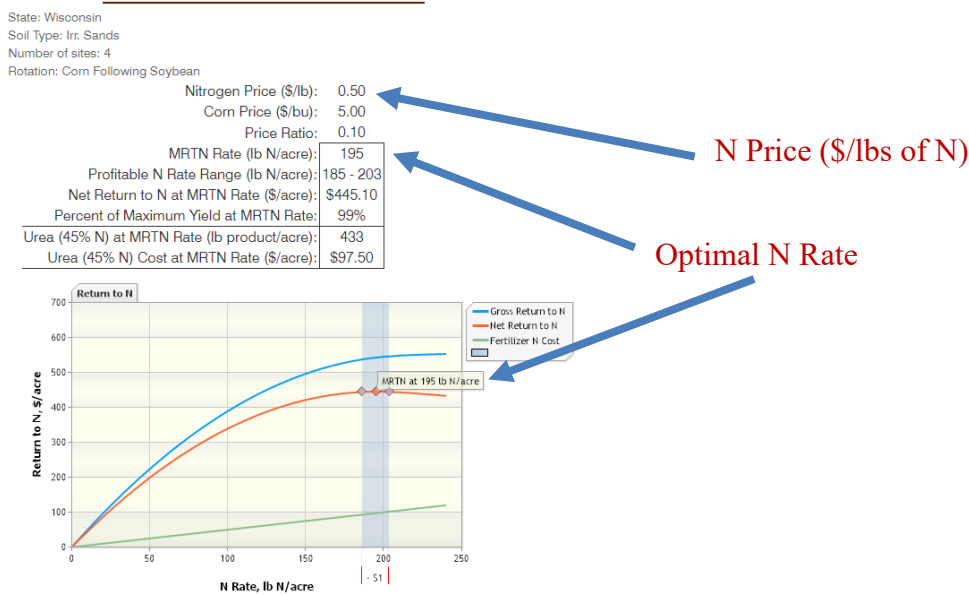 State: Wisconsin
Soil Type: Irr. Sands
Number of sites: 4
Rotation: Corn Following Soybean
Nitrogen Price ($/lb): 0.50
Corn Price ($/bu): 5.00
Price Ratio: 0.10
MRTN Rate (lb N/acre): 195
Profitable N Rate Range (lb N/acre): 185 - 203
Net Return to N at MRTN Rate ($/acre): $445.10
Percent of Maximum Yield at MRTN Rate: 99%
Urea (45% N) at MRTN Rate (lb product/acre): 433
Urea (45% N) Cost at MRTN Rate ($/acre): $97.50
N Price ($/lbs of N)
Optimal N Rate
Return to N
Gross Return to N
Net Return to N
Fertilizer N Cost
MRTN at 195 lb N/acre
Return to N, $/acre
700
600
500
400
300
200
100
0
0 50 100 150 200 250
- $1
N Rate, lb N/acre